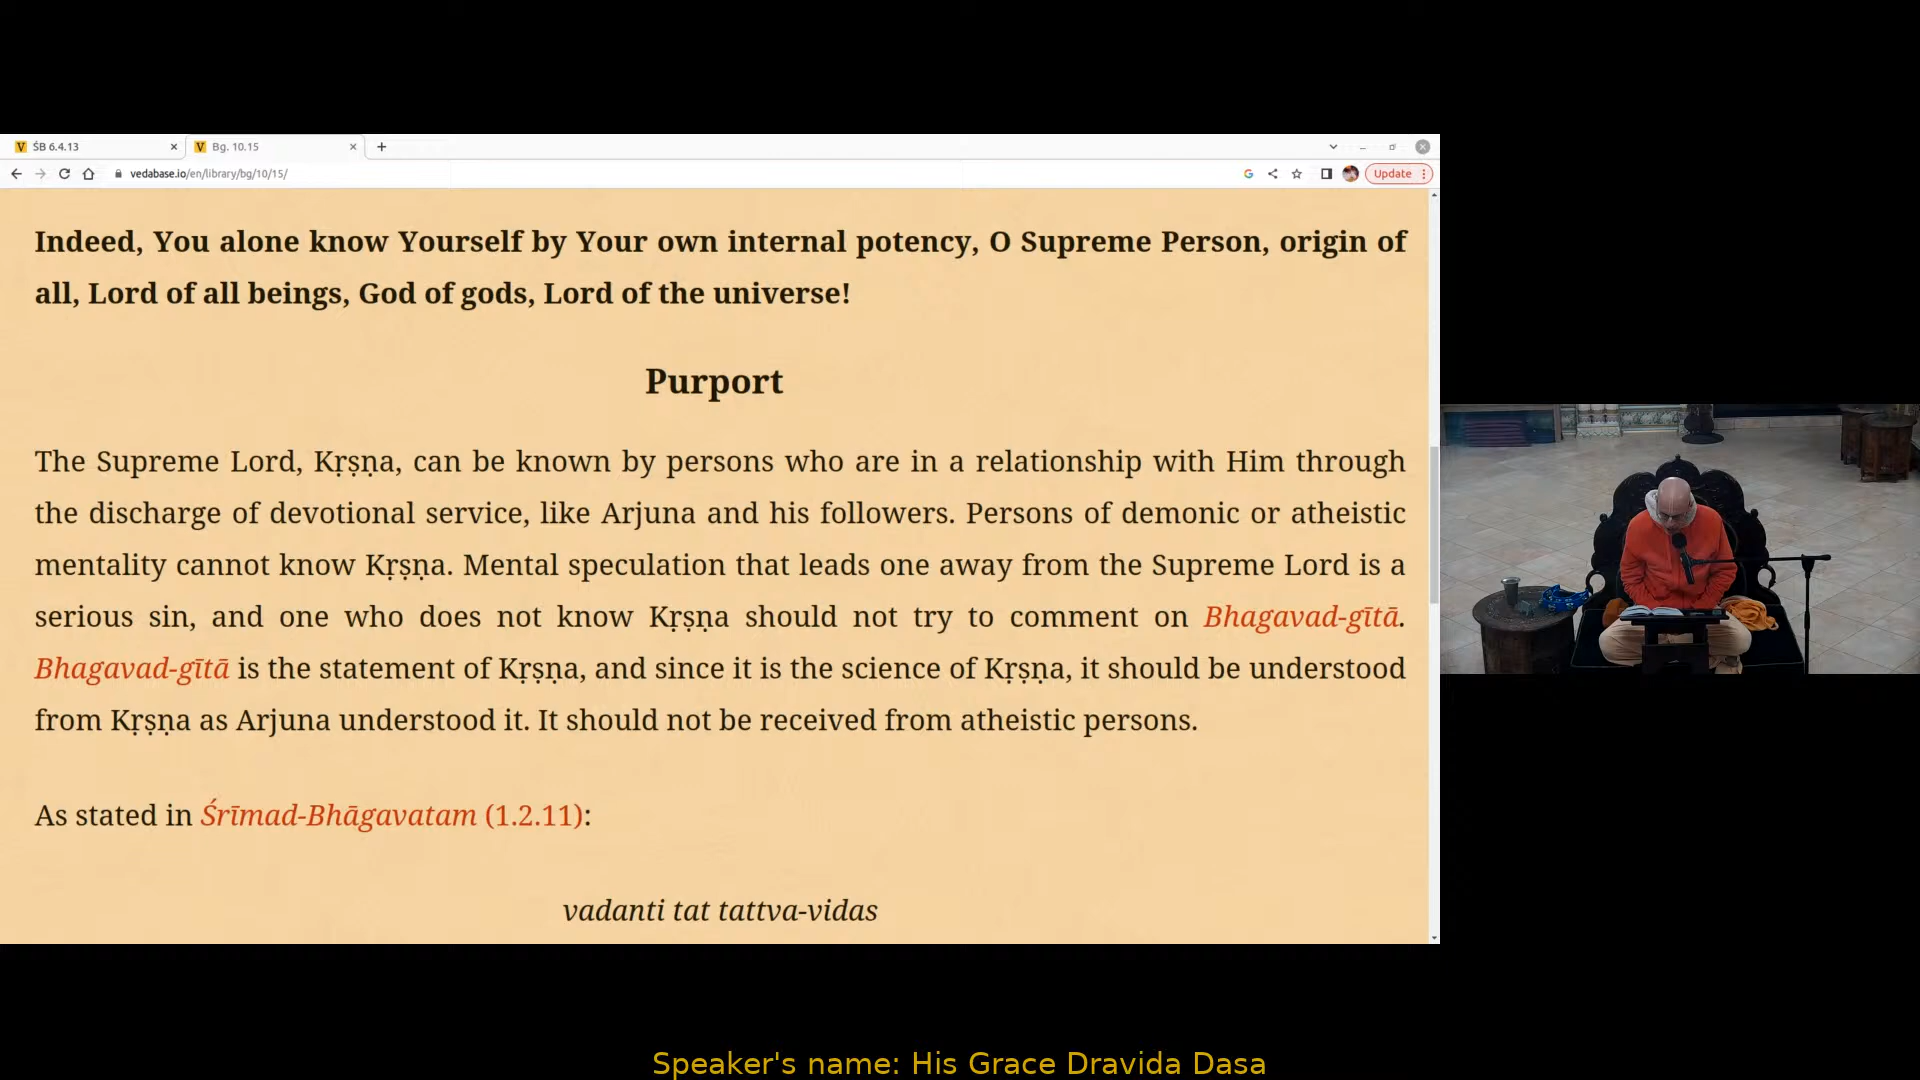 ŚB 6.4.13
Bg. 10.15
vedabase.io/en/library/bg/10/15/
Update
Indeed, You alone know Yourself by Your own internal potency, O Supreme Person, origin of
all, Lord of all beings, God of gods, Lord of the universe!
Purport
The Supreme Lord, Kṛṣṇa, can be known by persons who are in a relationship with Him through
the discharge of devotional service, like Arjuna and his followers. Persons of demonic or atheistic
mentality cannot know Kṛṣṇa. Mental speculation that leads one away from the Supreme Lord is a
serious sin, and one who does not know Kṛṣṇa should not try to comment on Bhagavad-gītā.
Bhagavad-gītā is the statement of Kṛṣṇa, and since it is the science of Kṛṣṇa, it should be understood
from Kṛṣṇa as Arjuna understood it. It should not be received from atheistic persons.
As stated in Śrīmad-Bhāgavatam (1.2.11):
vadanti tat tattva-vidas
Speaker's name: His Grace Dravida Dasa